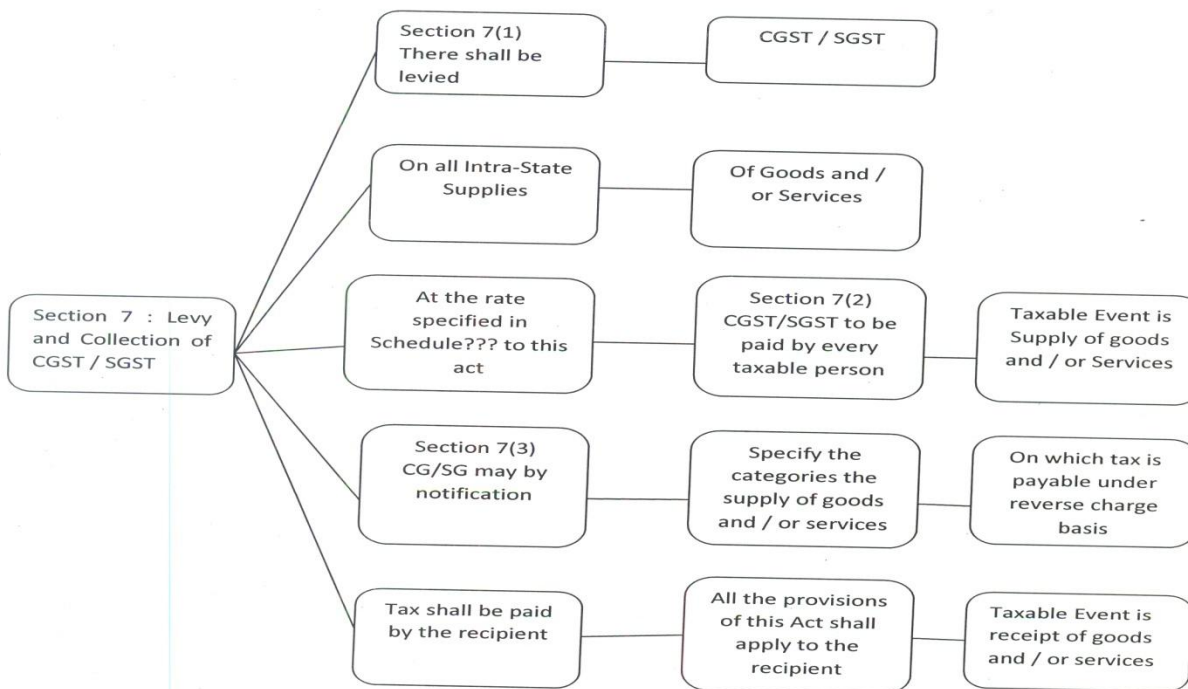 Section 7 : Levy
and Collection of
CGST / SGST
Section 7(1)
There shall be
levied
CGST / SGST
On all Intra-State
Supplies
Of Goods and /
or Services
At the rate
specified in
Schedule??? to this
act
Section 7(2)
CGST/SGST to be
paid by every
taxable person
Taxable Event is
Supply of goods
and / or Services
Section 7(3)
CG/SG may by
notification
Specify the
categories the
supply of goods
and / or services
On which tax is
payable under
reverse charge
basis
Tax shall be paid
by the recipient
All the provisions
of this Act shall
apply to the
recipient
Taxable Event is
receipt of goods
and / or services